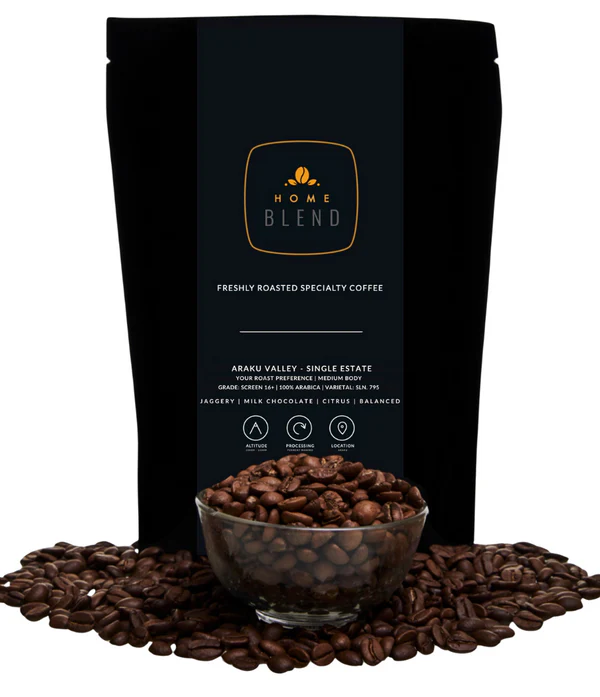 HOME
BLEND
FRESHLY ROASTED SPECIALTY COFFEE
ARAKU VALLEY - SINGLE ESTATE
YOUR ROAST PREFERENCE | MEDIUM BODY
GRADE: SCREEN 16+ | 100% ARABICA | VARIETAL: SLN. 795
JAGGERY | MILK CHOCOLATE | CITRUS | BALANCED
ALTITUDE PROCESSING LOCATION